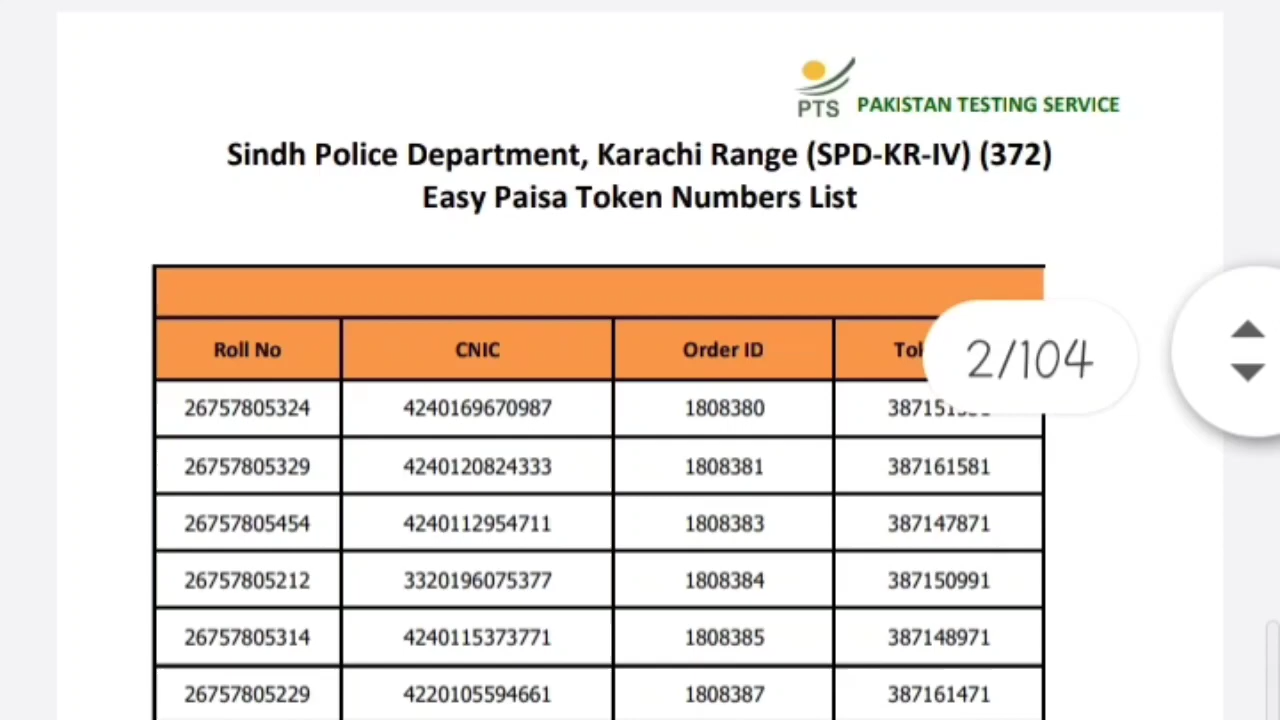 PTS PAKISTAN TESTING SERVICE
Sindh Police Department, Karachi Range (SPD-KR-IV) (372)
Easy Paisa Token Numbers List
Roll No CNIC Order ID
2/104
26757805324 4240169670987 1808380
26757805329 4240120824333 1808381 387161581
26757805454 4240112954711 1808383 387147871
26757805212 3320196075377 1808384 387150991
26757805314 4240115373771 1808385 387148971
26757805229 4220105594661 1808387 387161471